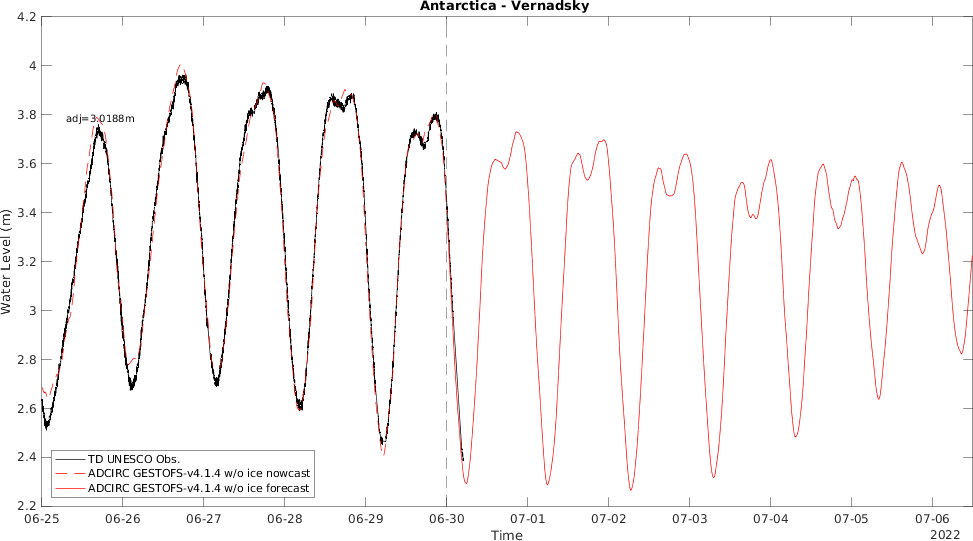 Antarctica - Vernadsky
4.2
4
3.8
3.6
3.4
3.2
3
2.8
2.6
2.4
2.2
Water Level (m)
adj=3.0188m
TD UNESCO Obs.
ADCIRC GESTOFS-v4.1.4 w/o ice nowcast
ADCIRC GESTOFS-v4.1.4 w/o ice forecast
06-25 06-26 06-27 06-28 06-29 06-30 07-01 07-02 07-03 07-04 07-05 07-06
Time
2022